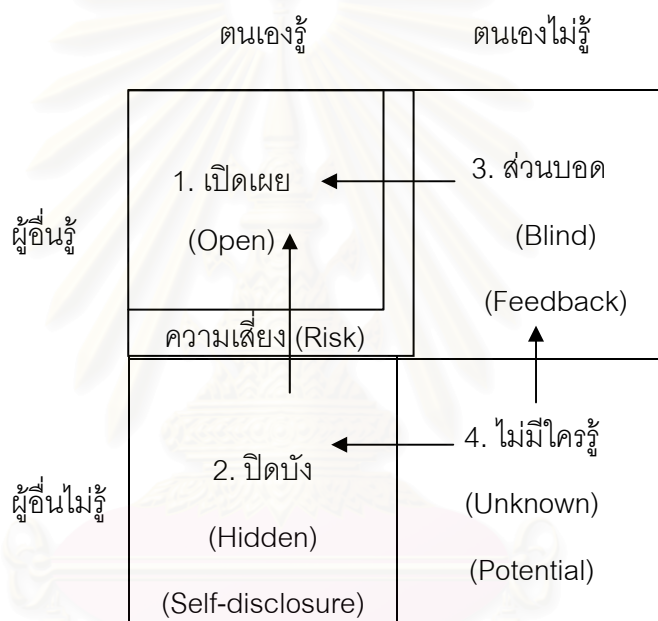 ตนเองรู้
ตนเองไม่รู้
ผู้อื่นรู้
1. เปิดเผย
(Open)
ความเสี่ยง (Risk)
3. ส่วนบอด
(Blind)
(Feedback)
ผู้อื่นไม่รู้
2. ปิดบัง
(Hidden)
(Self-disclosure)
4. ไม่มีใครรู้
(Unknown)
(Potential)